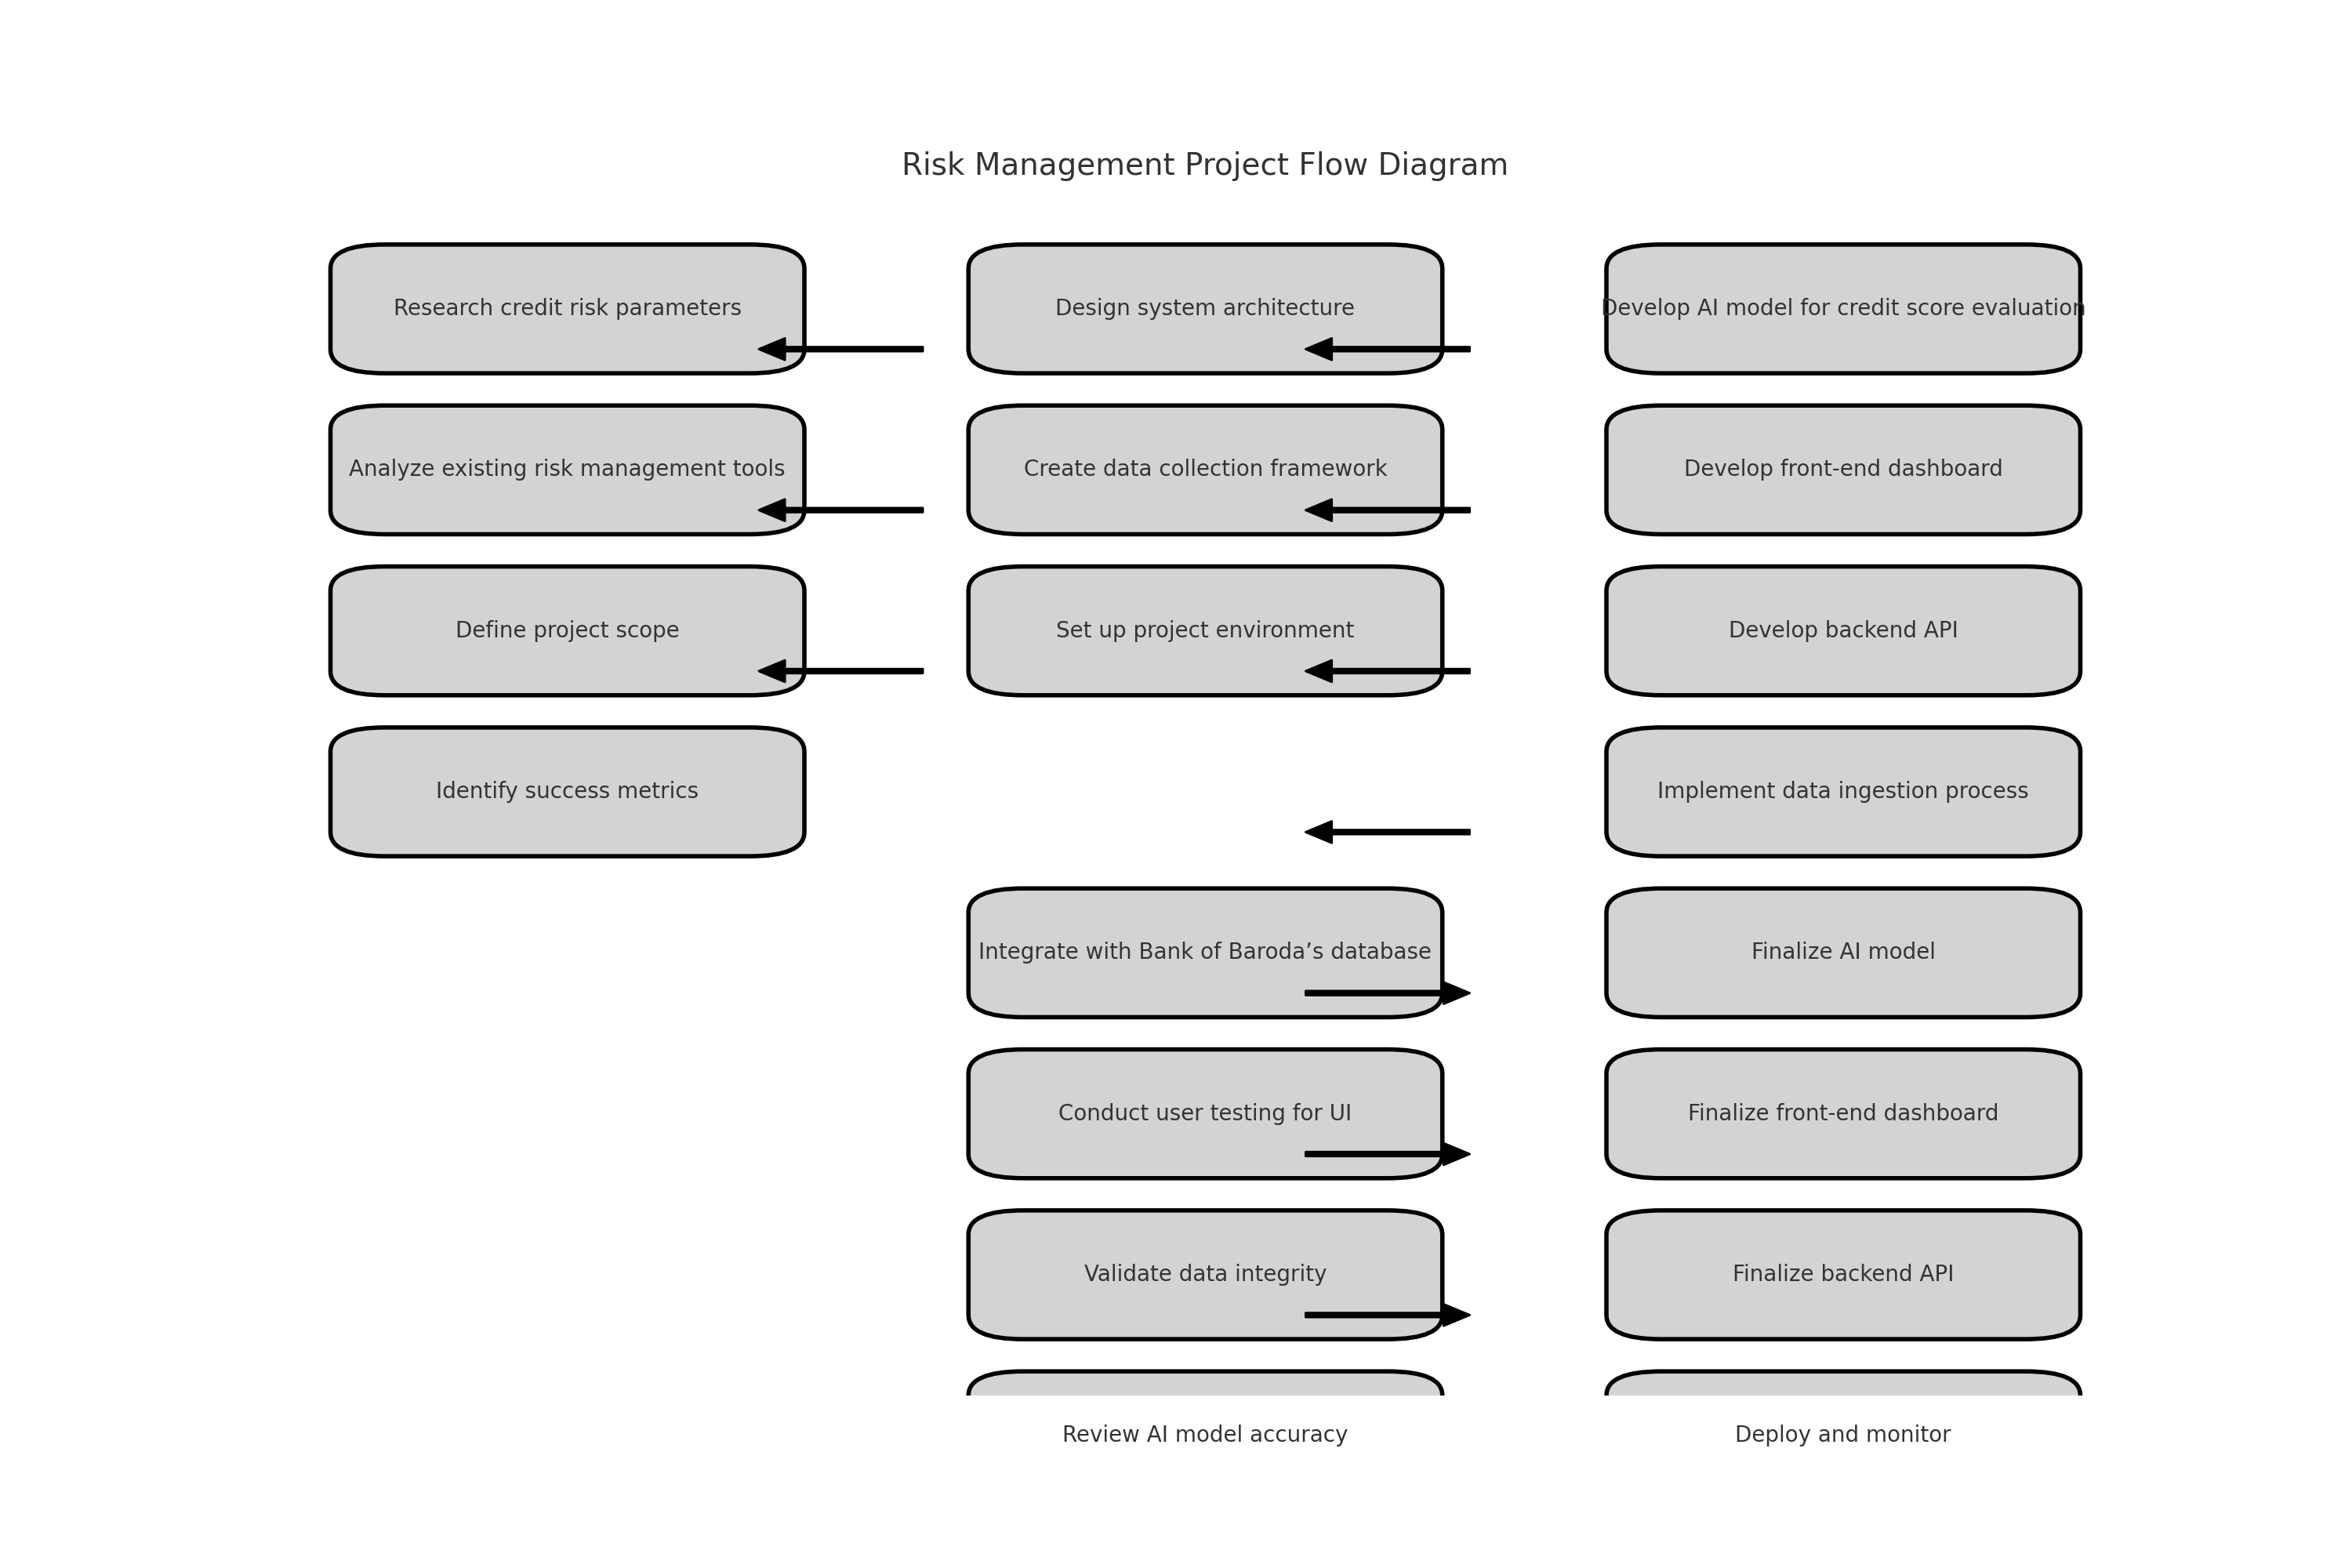 Risk Management Project Flow Diagram
Research credit risk parameters
Design system architecture
Develop AI model for credit score evaluation
Analyze existing risk management tools
Create data collection framework
Develop front-end dashboard
Define project scope
Set up project environment
Develop backend API
Identify success metrics
Implement data ingestion process
Integrate with Bank of Baroda’s database
Finalize AI model
Conduct user testing for UI
Finalize front-end dashboard
Validate data integrity
Finalize backend API
Review AI model accuracy
Deploy and monitor